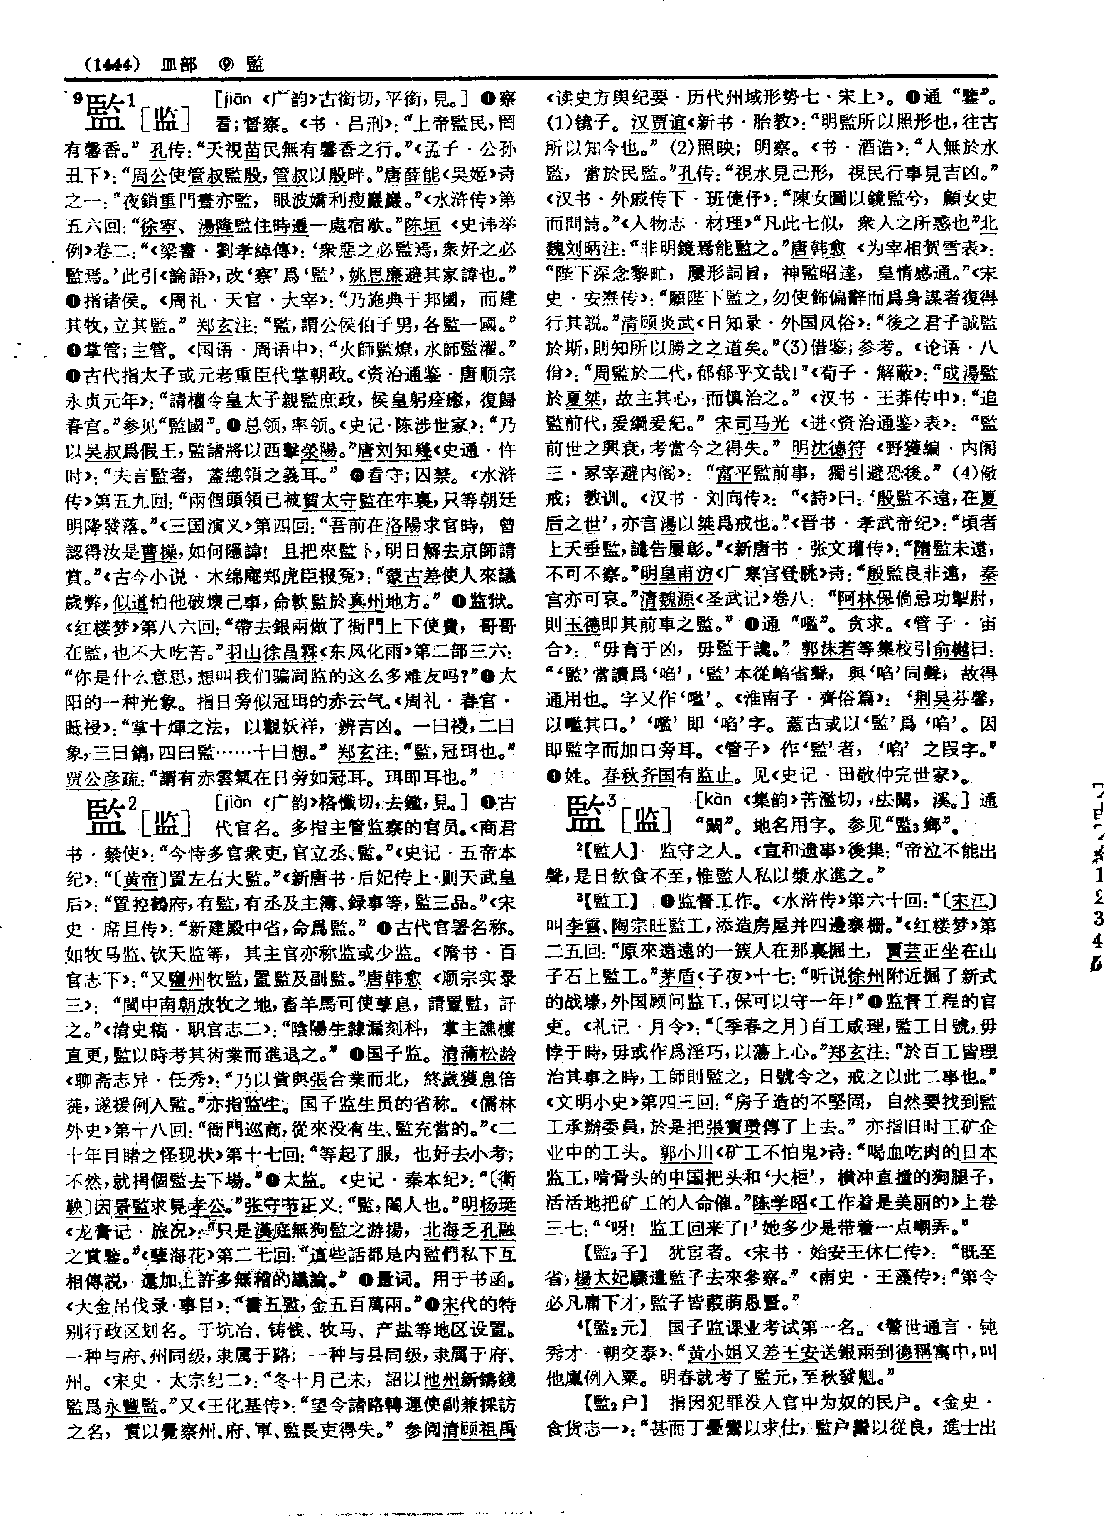 (1444) 皿部 ⑨ 監
⁹監¹[监] [jiān 《广韵》古銜切,平銜,見。] ❶察
看;督察。《书·吕刑》:“上帝監民,罔
有馨香。”孔传:“天視苗民無有馨香之行。”《孟子·公孙
丑下》:“周公使管叔監殷,管叔以殷畔。”唐薛能《吴姬》诗
之一:“夜鎖重門晝亦監,眼波嬌利瘦巖巖。”《水浒传》第
五六回:“徐寧、湯隆監住時遷一處宿歇。”陈垣《史讳举
例》卷二:“《梁書·劉孝綽傳》:‘衆惡之必監焉,衆好之必
監焉。’此引《論語》,改‘察’爲‘監’,姚思廉避其家諱也。”
指诸侯。《周礼·天官·大宰》:“乃施典于邦國,而建
其牧,立其監。”郑玄注:“監,謂公侯伯子男,各監一國。”
掌管;主管。《国语·周语中》:“火師監燎,水師監濯。”
古代指太子或元老重臣代掌朝政。《资治通鉴·唐顺宗
永贞元年》:“請權令皇太子親監庶政,候皇躬痊癒,復歸
春宫。”参见“監國”。总领,率领。《史记·陈涉世家》:“乃
以吴叔爲假王,監諸將以西擊滎陽。”唐刘知幾《史通·忤
时》:“夫言監者,蓋總領之義耳。”看守;囚禁。《水浒
传》第五九回:“兩個頭領已被賀太守監在牢裏,只等朝廷
明降發落。”《三国演义》第四回:“吾前在洛陽求官時,曾
認得汝是曹操,如何隱諱!且把來監下,明日解去京師請
賞。”《古今小说·木绵庵郑虎臣报冤》:“蒙古差使人來議
歲幣,似道怕他破壞己事,命軟監於真州地方。”监狱。
《红楼梦》第八六回:“帶去銀兩做了衙門上下使費,哥哥
在監,也不大吃苦。”羽山徐昌霖《东风化雨》第二部三六:
“你是什么意思,想叫我们骗同监的这么多难友吗?”太
阳的一种光象。指日旁似冠珥的赤云气。《周礼·春官·
眡祲》:“掌十煇之法,以觀妖祥,辨吉凶。一曰祲,二曰
象,三曰鑴,四曰監……十曰想。”郑玄注:“監,冠珥也。”
贾公彦疏:“謂有赤雲氣在日旁如冠耳。珥即耳也。”
監²[监] [jiàn 《广韵》格懺切,去鑑,見。] ❶古
代官名。多指主管监察的官员。《商君
书·禁使》:“今恃多官衆吏,官立丞、監。”《史记·五帝本
纪》:“〔黄帝〕置左右大監。”《新唐书·后妃传上·则天武皇
后》:“置控鶴府,有監,有丞及主簿、録事等,監三品。”《宋
史·席旦传》:“新建殿中省,命爲監。”古代官署名称。
如牧马监、钦天监等,其主官亦称监或少监。《隋书·百
官志下》:“又鹽州牧監,置監及副監。”唐韩愈《顺宗实录
三》:“閩中南朝放牧之地,畜羊馬可使孳息,請置監,許
之。”《清史稿·职官志二》:“陰陽生隸漏刻科,掌主譙樓
直更,監以時考其術業而進退之。”国子监。清蒲松龄
《聊斋志异·任秀》:“乃以貲與張合業而北,終歲獲息倍
蓰,遂援例入監。”亦指监生。国子监生员的省称。《儒林
外史》第十八回:“衙門巡商,從來没有生、監充當的。”《二
十年目睹之怪现状》第十七回:“等起了服,也好去小考;
不然,就捐個監去下場。”太监。《史记·秦本纪》:“〔衛
鞅〕因景監求見孝公。”张守节正义:“監,閹人也。”明杨珽
《龙膏记·旅况》:“只是漢庭無狗監之游揚,北海乏孔融
之賞鑒。”《孽海花》第二七回:“這些話都是内監們私下互
相傳説,還加上許多無稽的議論。”量词。用于书函。
《大金吊伐录·事目》:“書五監,金五百萬兩。”宋代的特
别行政区划名。于坑冶、铸钱、牧马、产盐等地区设置。
一种与府、州同级,隶属于路;一种与县同级,隶属于府、
州。《宋史·太宗纪二》:“冬十月己未,詔以池州新鑄錢
監爲永豐監。”又《王化基传》:“望令諸路轉運使副兼採訪
之名,責以覺察州、府、軍、監長吏得失。”参阅清顾祖禹
《读史方舆纪要·历代州域形势七·宋上》。通“鑒”。
(1)镜子。汉贾谊《新书·胎教》:“明監所以照形也,往古
所以知今也。”(2)照映;明察。《书·酒诰》:“人無於水
監,當於民監。”孔传:“視水見己形,視民行事見吉凶。”
《汉书·外戚传下·班倢伃》:“陳女圖以鏡監兮,顧女史
而問詩。”《人物志·材理》“凡此七似,衆人之所惑也”北
魏刘昞注:“非明鏡焉能監之。”唐韩愈《为宰相贺雪表》:
“陛下深念黎甿,屢形詞旨,神監昭達,皇情感通。”《宋
史·安焘传》:“願陛下監之,勿使飾偏辭而爲身謀者復得
行其説。”清顾炎武《日知录·外国风俗》:“後之君子誠監
於斯,則知所以勝之之道矣。”(3)借鉴;参考。《论语·八
佾》:“周監於二代,郁郁乎文哉!”《荀子·解蔽》:“成湯監
於夏桀,故主其心,而慎治之。”《汉书·王莽传中》:“追
監前代,爰綱爰紀。”宋司马光《进〈资治通鉴〉表》:“監
前世之興衰,考當今之得失。”明沈德符《野獲编·内阁
三·冢宰避内阁》:“富平監前事,獨引避恐後。”(4)儆
戒;教训。《汉书·刘向传》:“《詩》曰:‘殷監不遠,在夏
后之世’,亦言湯以桀爲戒也。”《晋书·孝武帝纪》:“頃者
上天垂監,譴告屢彰。”《新唐书·张文瓘传》:“隋監未遠,
不可不察。”明皇甫汸《广寒宫登眺》诗:“殷監良非遠,秦
宫亦可哀。”清魏源《圣武记》卷八:“阿林保倘忌功掣肘,
則玉德即其前車之監。”通“嚂”。贪求。《管子·宙
合》:“毋育于凶,毋監于讒。”郭沫若等集校引俞樾曰:
“‘監’當讀爲‘啗’,‘監’本從䘓省聲,與‘啗’同聲,故得
通用也。字又作‘嚂’。《淮南子·齊俗篇》:‘荆吴芬馨,
以嚂其口。’‘嚂’即‘啗’字。蓋古或以‘監’爲‘啗’。因
即監字而加口旁耳。《管子》作‘監’者,‘啗’之叚字。”
姓。春秋齐国有监止。见《史记·田敬仲完世家》。
監³[监] [kàn 《集韵》苦濫切,去闞,溪。] 通
“闞”。地名用字。参见“監₃鄉”。
²【監人】 监守之人。《宣和遗事》後集:“帝泣不能出
聲,是日飲食不至,惟監人私以漿水進之。”
³【監工】 ❶监督工作。《水浒传》第六十回:“〔宋江〕
叫李雲、陶宗旺監工,添造房屋并四邊寨栅。”《红楼梦》第
二五回:“原來遠遠的一簇人在那裏掘土,賈芸正坐在山
子石上監工。”茅盾《子夜》十七:“听说徐州附近掘了新式
的战壕,外国顾问监工,保可以守一年!”监督工程的官
吏。《礼记·月令》:“〔季春之月〕百工咸理,監工日號,毋
悖于時,毋或作爲淫巧,以蕩上心。”郑玄注:“於百工皆理
治其事之時,工師則監之,日號令之,戒之以此二事也。”
《文明小史》第四三回:“房子造的不堅固,自然要找到監
工承辦委員,於是把張寶瓚傳了上去。”亦指旧时工矿企
业中的工头。郭小川《矿工不怕鬼》诗:“喝血吃肉的日本
监工,啃骨头的中国把头和‘大柜’,横冲直撞的狗腿子,
活活地把矿工的人命催。”陈学昭《工作着是美丽的》上卷
三七:“‘呀!监工回来了!’她多少是带着一点嘲弄。”
【監₂子】 犹宦者。《宋书·始安王休仁传》:“既至
省,楊太妃驟遣監子去來參察。”《南史·王藻传》:“第令
必凡庸下才,監子皆葭萌愚豎。”
⁴【監₂元】 国子监课业考试第一名。《警世通言·钝
秀才一朝交泰》:“黄小姐又差王安送銀兩到德稱寓中,叫
他廩例入粟。明春就考了監元,至秋發魁。”
【監₂户】 指因犯罪没入官中为奴的民户。《金史·
食货志一》:“甚而丁憂鬻以求仕,監户鬻以從良,進士出